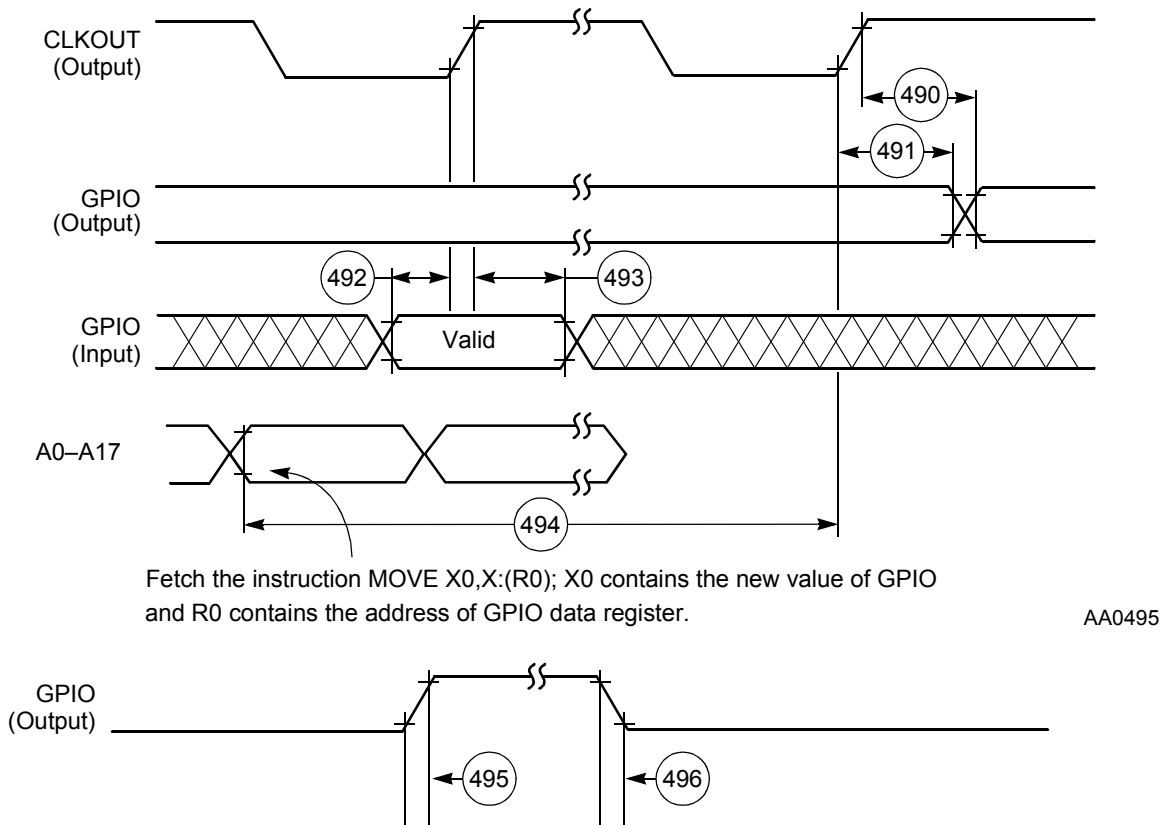 CLKOUT
(Output)
490
491
GPIO
(Output)
492
493
GPIO
(Input)
Valid
A0–A17
494
Fetch the instruction MOVE X0,X:(R0); X0 contains the new value of GPIO
and R0 contains the address of GPIO data register.
AA0495
GPIO
(Output)
495
496